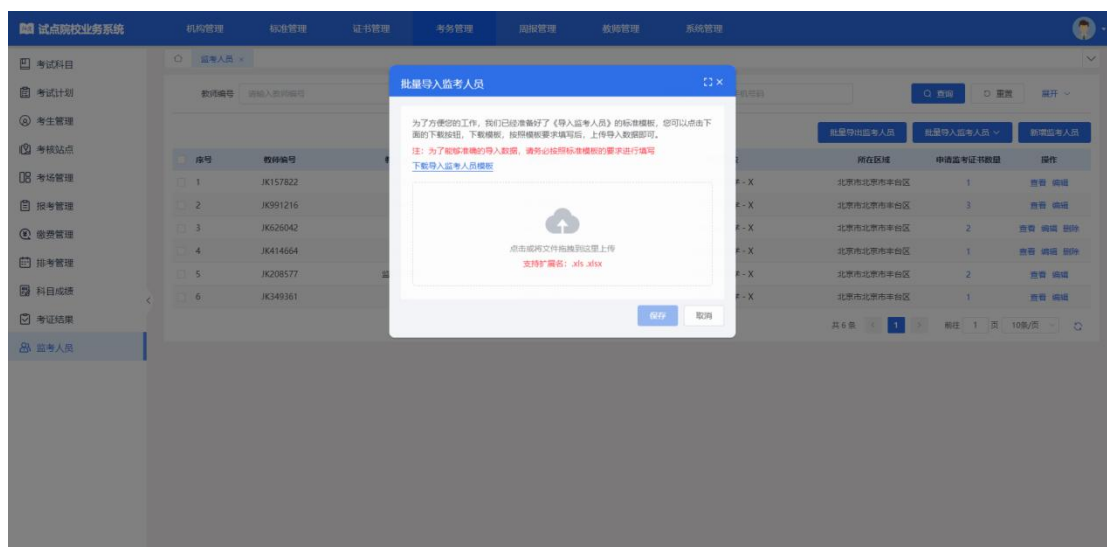 试点院校业务系统 机构管理 标准管理 证书管理 考务管理 周报管理 教师管理 系统管理
考试科目 监考人员 ×
批量导入监考人员 ×
考试计划 教师编号 请输入教师编号 查询 重置 展开
考生管理
为了方便您的工作，我们已经准备好了《导入监考人员》的标准模板，您可以点击下
面的下载按钮，下载模板，按照模板要求填写后，上传导入数据即可。
批量导出监考人员 批量导入监考人员 新增监考人员
考核站点
注：为了能够准确的导入数据，请务必按照标准模板的要求进行填写
下载导入监考人员模板
序号 教师编号 所在区域 申请监考证书数量 操作
考场管理
1 JK157822 - X 北京市北京市丰台区 1 查看 编辑
报考管理
2 JK991216 - X 北京市北京市丰台区 3 查看 编辑
缴费管理
3 JK626042 - X 北京市北京市丰台区 2 查看 编辑 删除
点击或将文件拖拽到这里上传
4 JK414664 - X 北京市北京市丰台区 1 查看 编辑 删除
排考管理
支持扩展名：.xls .xlsx
5 JK208577 监 - X 北京市北京市丰台区 2 查看 编辑
科目成绩
6 JK349361 - X 北京市北京市丰台区 1 查看 编辑
考证结果
保存 取消
共 6 条 1 前往 1 页 10条/页
监考人员